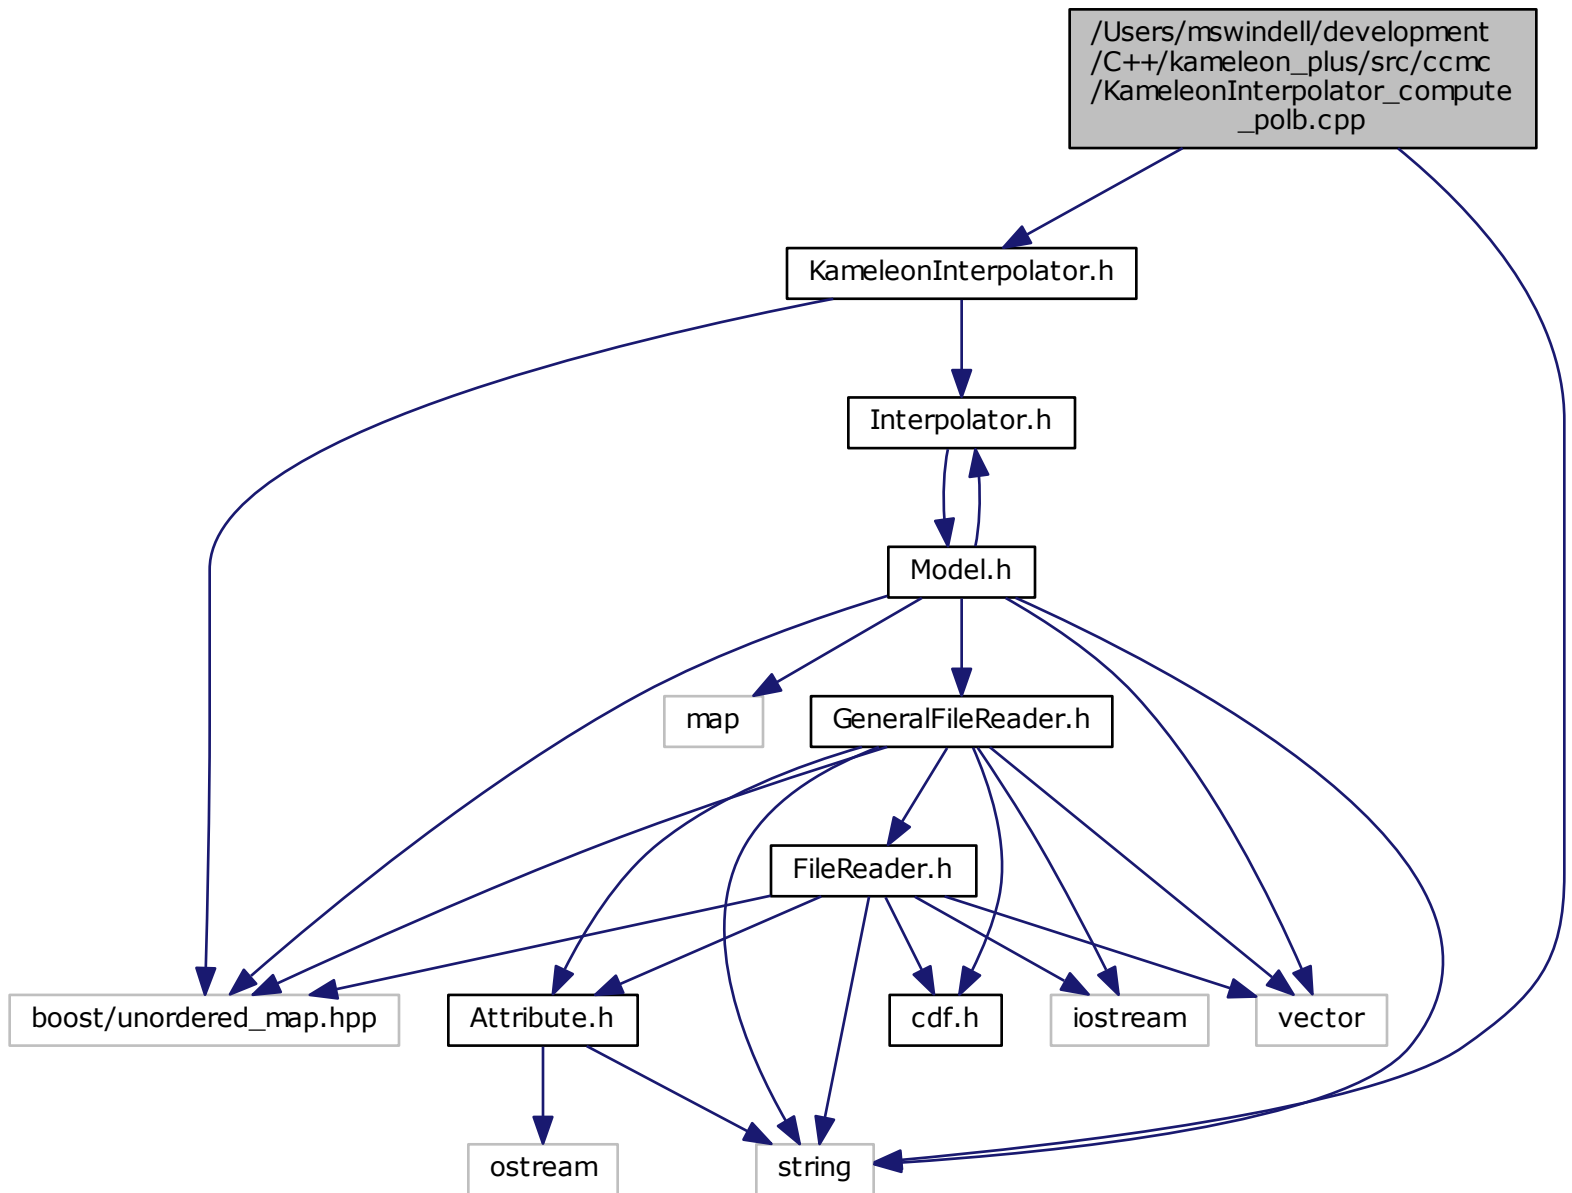 /Users/mswindell/development
/C++/kameleon_plus/src/ccmc
/KameleonInterpolator_compute
_polb.cpp
KameleonInterpolator.h
Interpolator.h
Model.h
map
GeneralFileReader.h
FileReader.h
boost/unordered_map.hpp
Attribute.h
cdf.h
iostream
vector
ostream
string